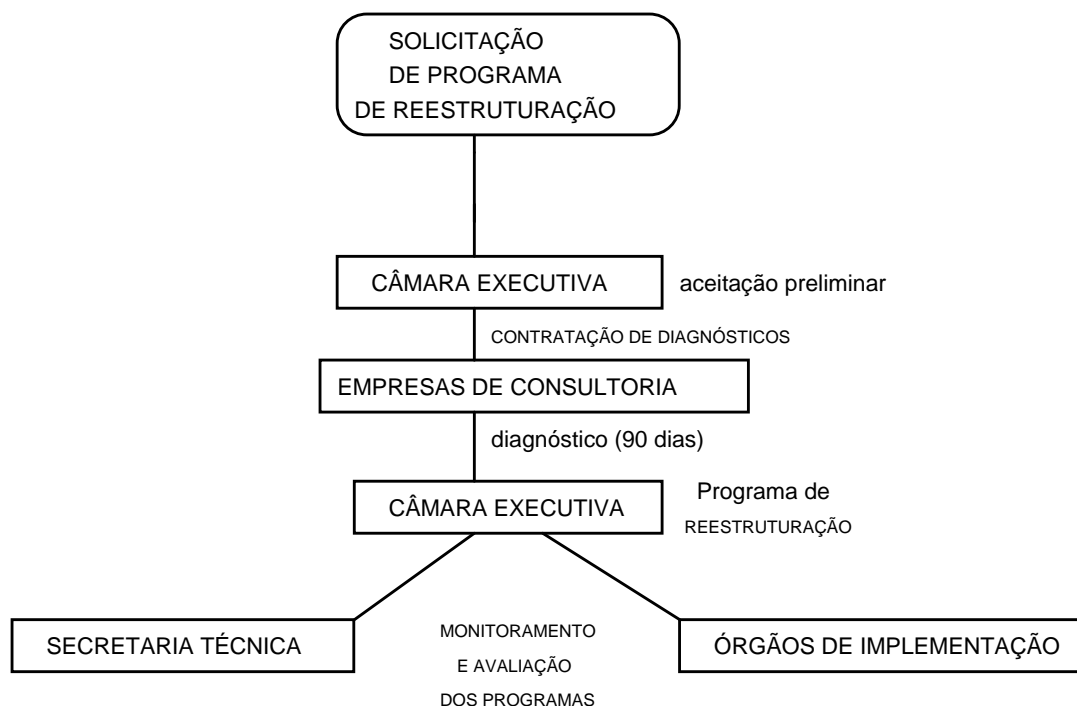 SOLICITAÇÃO
DE PROGRAMA
DE REESTRUTURAÇÃO
CÂMARA EXECUTIVA
aceitação preliminar
CONTRATAÇÃO DE DIAGNÓSTICOS
EMPRESAS DE CONSULTORIA
diagnóstico (90 dias)
CÂMARA EXECUTIVA
Programa de
REESTRUTURAÇÃO
SECRETARIA TÉCNICA
MONITORAMENTO
E AVALIAÇÃO
DOS PROGRAMAS
ÓRGÃOS DE IMPLEMENTAÇÃO